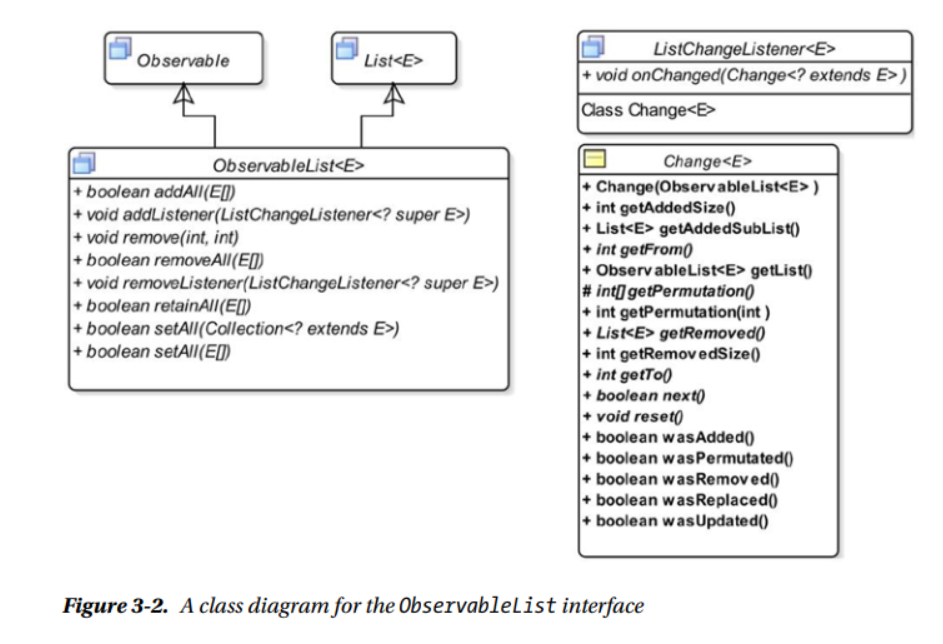 Observable
List<E>
ObservableList<E>
+ boolean addAll(E[])
+ void addListener(ListChangeListener<? super E>)
+ void remove(int, int)
+ boolean removeAll(E[])
+ void removeListener(ListChangeListener<? super E>)
+ boolean retainAll(E[])
+ boolean setAll(Collection<? extends E>)
+ boolean setAll(E[])
ListChangeListener<E>
+ void onChanged(Change<? extends E> )
Class Change<E>
Change<E>
+ Change(ObservableList<E> )
+ int getAddedSize()
+ List<E> getAddedSubList()
+ int getFrom()
+ ObservableList<E> getList()
# int[] getPermutation()
+ int getPermutation(int )
+ List<E> getRemoved()
+ int getRemovedSize()
+ int getTo()
+ boolean next()
+ void reset()
+ boolean wasAdded()
+ boolean wasPermutated()
+ boolean wasRemoved()
+ boolean wasReplaced()
+ boolean wasUpdated()
Figure 3-2. A class diagram for the ObservableList interface